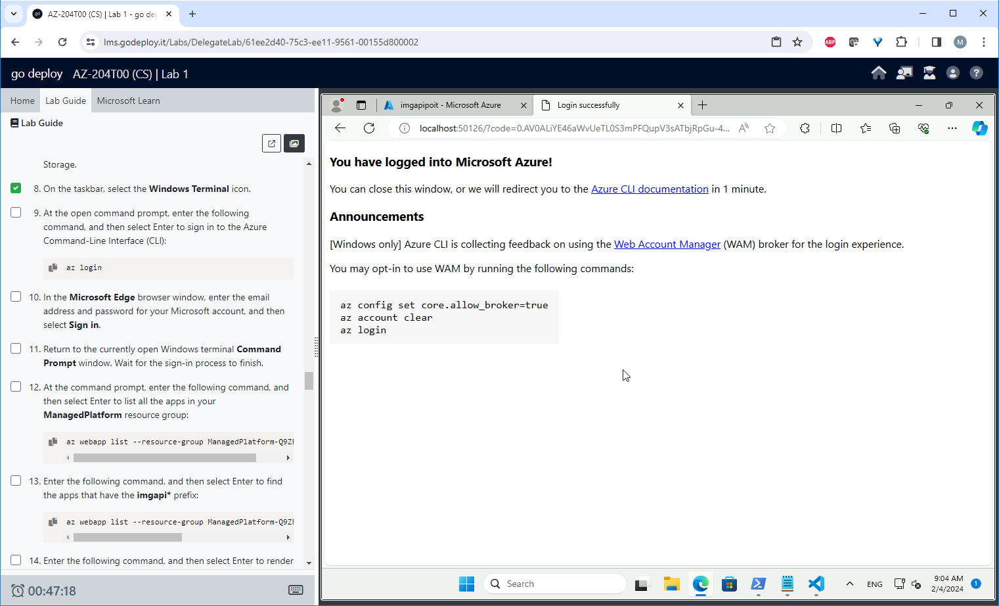 AZ-204T00 (CS) | Lab 1 - go dep
lms.godeploy.it/Labs/DelegateLab/61ee2d40-75c3-ee11-9561-00155d800002
ABP
M
go deploy AZ-204T00 (CS) | Lab 1
Home Lab Guide Microsoft Learn
Lab Guide
Storage.
8. On the taskbar, select the Windows Terminal icon.
9. At the open command prompt, enter the following
command, and then select Enter to sign in to the Azure
Command-Line Interface (CLI):
az login
10. In the Microsoft Edge browser window, enter the email
address and password for your Microsoft account, and then
select Sign in.
11. Return to the currently open Windows terminal Command
Prompt window. Wait for the sign-in process to finish.
12. At the command prompt, enter the following command, and
then select Enter to list all the apps in your
ManagedPlatform resource group:
az webapp list --resource-group ManagedPlatform-Q9Z
13. Enter the following command, and then select Enter to find
the apps that have the imgapi* prefix:
az webapp list --resource-group ManagedPlatform-Q9Z
14. Enter the following command, and then select Enter to render
00:47:18
imgapipoit - Microsoft Azure
Login successfully
localhost:50126/?code=0.AV0ALiYE46aWvUeTL0S3mPFQupV3sATbjRpGu-4...
You have logged into Microsoft Azure!
You can close this window, or we will redirect you to the Azure CLI documentation in 1 minute.
Announcements
[Windows only] Azure CLI is collecting feedback on using the Web Account Manager (WAM) broker for the login experience.
You may opt-in to use WAM by running the following commands:
az config set core.allow_broker=true
az account clear
az login
Search
ENG
9:04 AM
2/4/2024
1